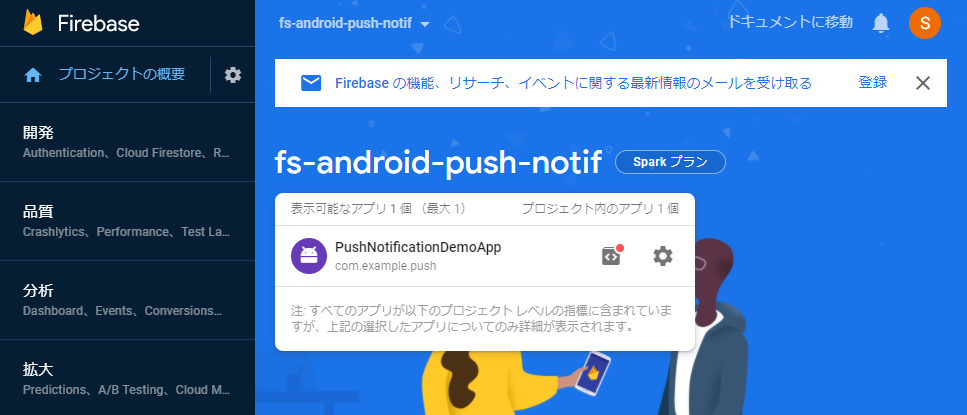 Firebase
fs-android-push-notif
ドキュメントに移動
S
プロジェクトの概要
Firebase の機能、リサーチ、イベントに関する最新情報のメールを受け取る
登録
開発
Authentication、Cloud Firestore、R...
fs-android-push-notif
Spark プラン
品質
Crashlytics、Performance、Test La...
表示可能なアプリ 1 個 （最大 1）
プロジェクト内のアプリ 1 個
PushNotificationDemoApp
com.example.push
分析
Dashboard、Events、Conversions...
注: すべてのアプリが以下のプロジェクト レベルの指標に含まれていま
すが、上記の選択したアプリについてのみ詳細が表示されます。
拡大
Predictions、A/B Testing、Cloud M...